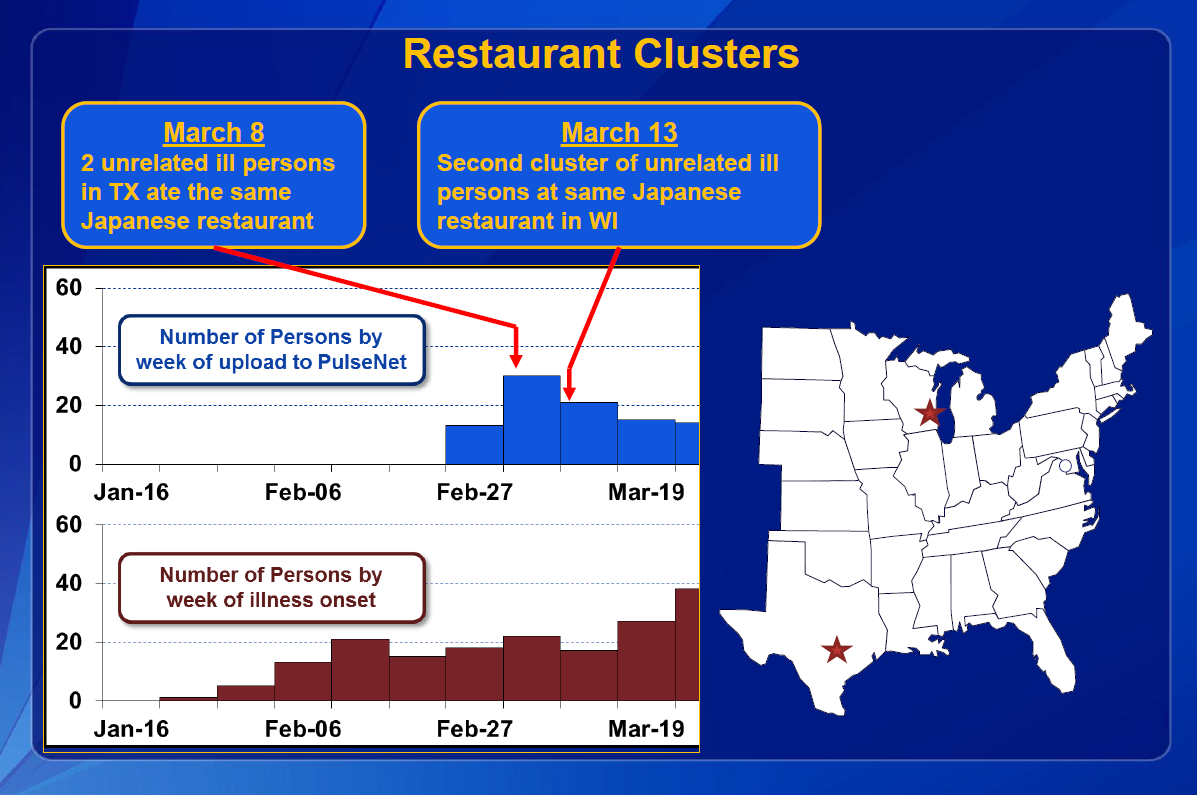 Restaurant Clusters
March 8
2 unrelated ill persons
in TX ate the same
Japanese restaurant
March 13
Second cluster of unrelated ill
persons at same Japanese
restaurant in WI
60
40
20
0
Number of Persons by
week of upload to PulseNet
Jan-16 Feb-06 Feb-27 Mar-19
60
40
20
0
Number of Persons by
week of illness onset
Jan-16 Feb-06 Feb-27 Mar-19